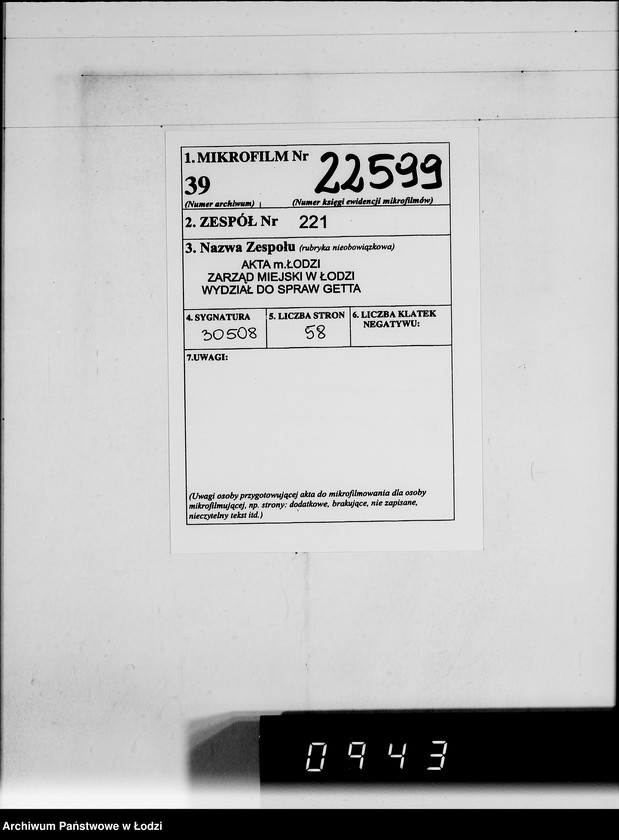 1. MIKROFILM Nr 22599
39
(Numer archiwum) (Numer księgi ewidencji mikrofilmów)
2. ZESPÓŁ Nr 221
3. Nazwa Zespołu (rubryka nieobowiązkowa)
AKTA m.ŁODZI
ZARZĄD MIEJSKI W ŁODZI
WYDZIAŁ DO SPRAW GETTA
4. SYGNATURA 5. LICZBA STRON 6. LICZBA KLATEK
NEGATYWU:
30508 58
7.UWAGI:
(Uwagi osoby przygotowującej akta do mikrofilmowania dla osoby
mikrofilmującej, np. strony: dodatkowe, brakujące, nie zapisane,
nieczytelny tekst itd.)
0943
Archiwum Państwowe w Łodzi